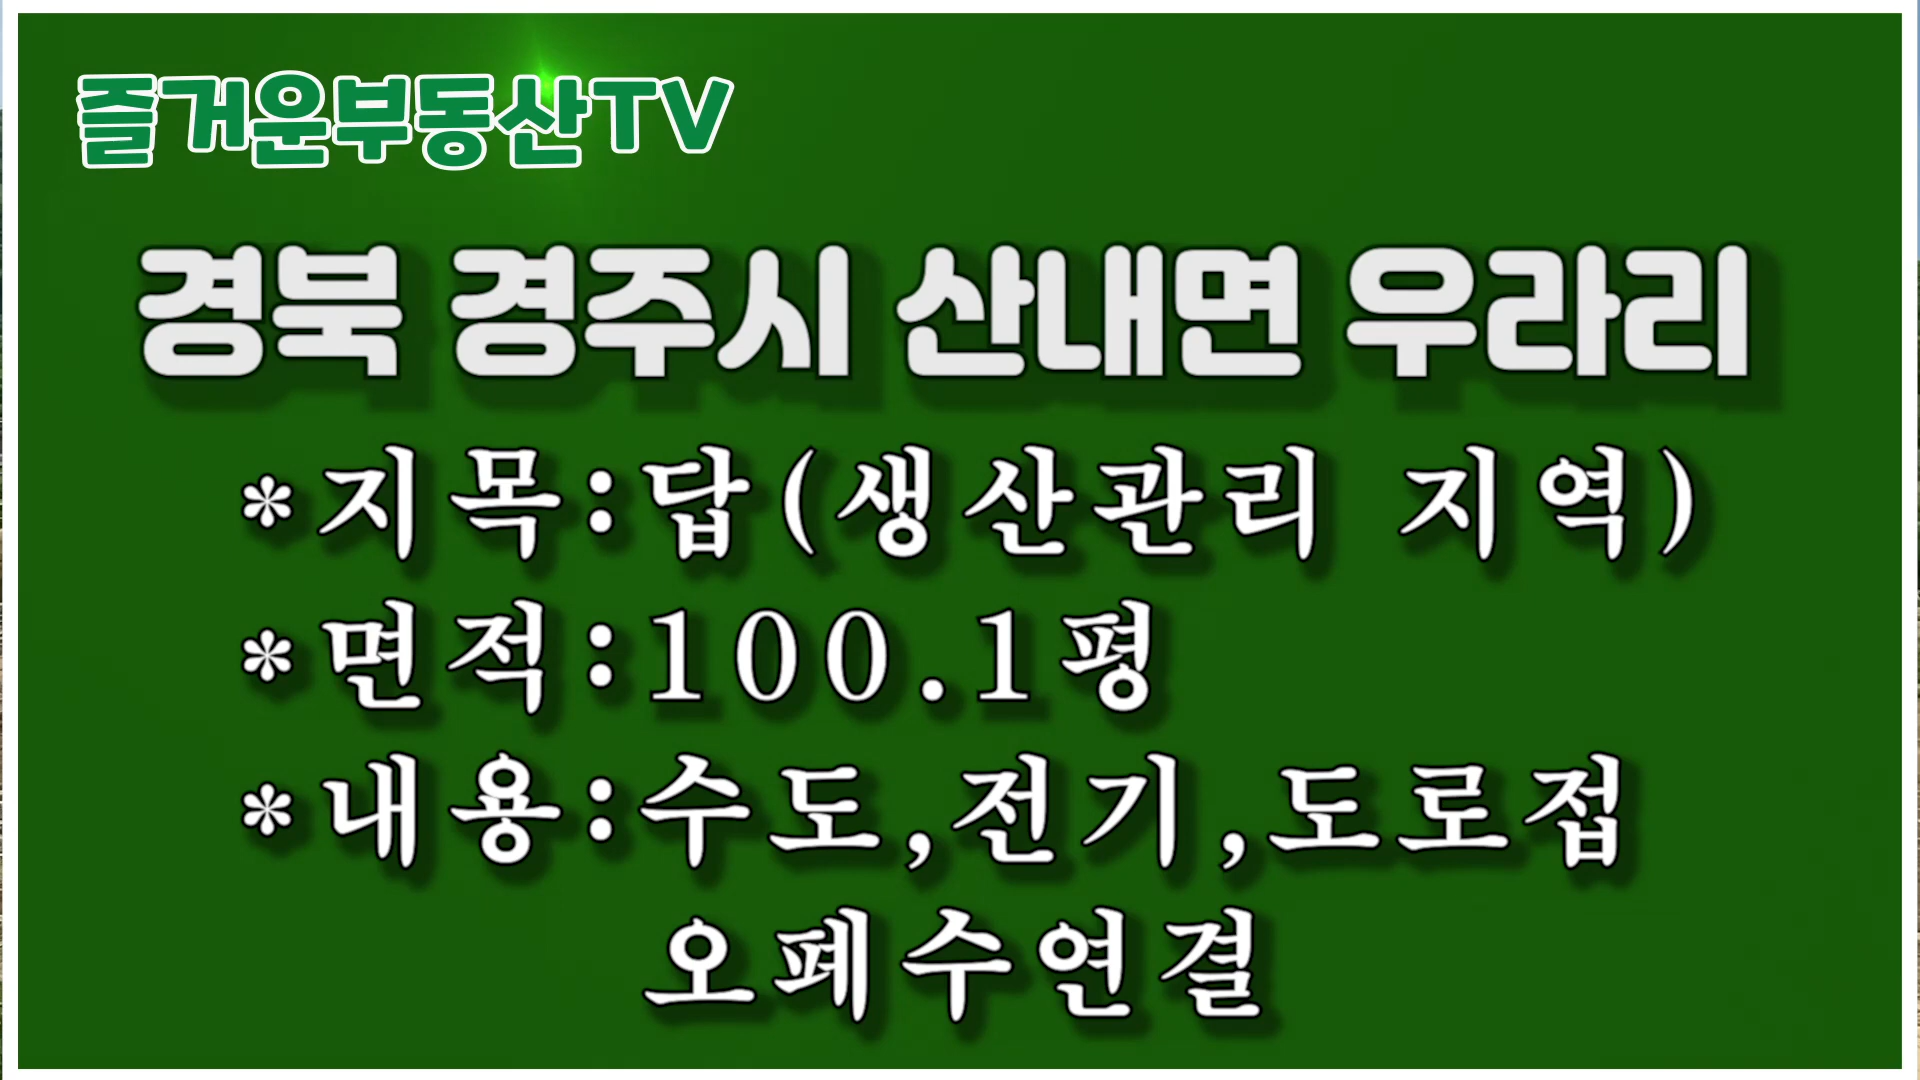 즐거운부동산TV
경북 경주시 산내면 우라리
*지목:답(생산관리 지역)
*면적:100.1평
*내용:수도,전기,도로접
오폐수연결